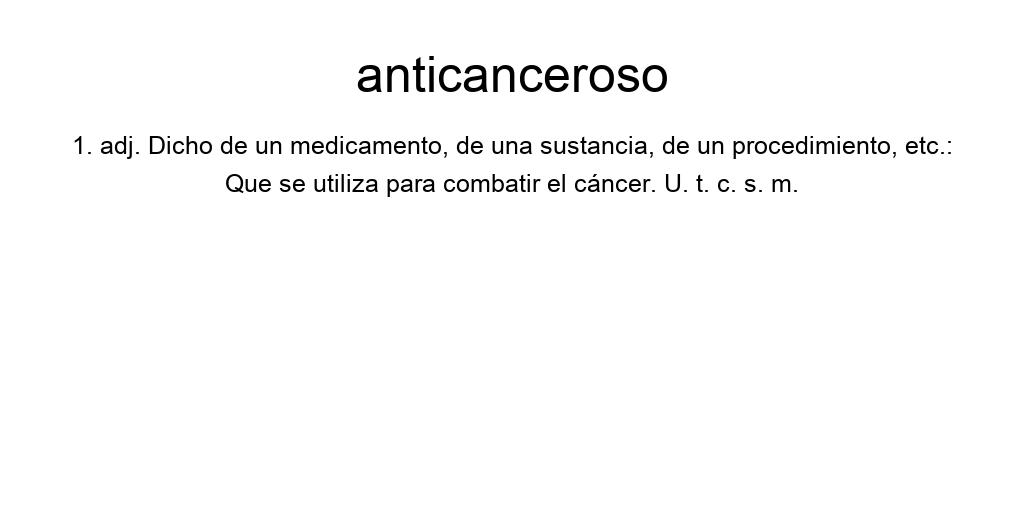 anticanceroso
1. adj. Dicho de un medicamento, de una sustancia, de un procedimiento, etc.:
Que se utiliza para combatir el cáncer. U. t. c. s. m.